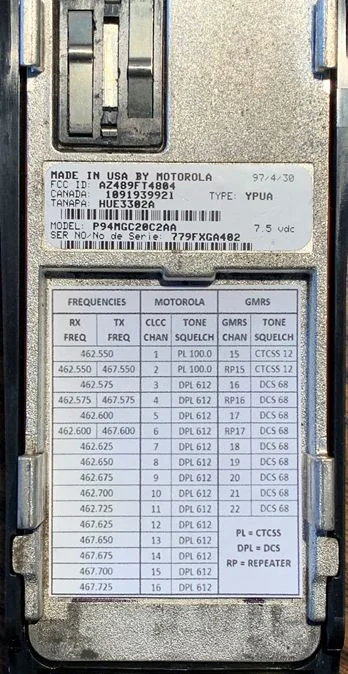 MADE IN USA BY MOTOROLA 97/4/30
FCC ID: AZ489FT4804
CANADA: 1091939921 TYPE: YPUA
TANAPA: HUE3302A
MODEL: P94MGC20C2AA 7.5 vdc
SER NO/No de Serie: 779FXGA402
FREQUENCIES MOTOROLA GMRS
RX FREQ TX FREQ CLCC CHAN TONE SQUELCH GMRS CHAN TONE SQUELCH
462.550 1 PL 100.0 15 CTCSS 12
462.550 467.550 2 PL 100.0 RP15 CTCSS 12
462.575 3 DPL 612 16 DCS 68
462.575 467.575 4 DPL 612 RP16 DCS 68
462.600 5 DPL 612 17 DCS 68
462.600 467.600 6 DPL 612 RP17 DCS 68
462.625 7 DPL 612 18 DCS 68
462.650 8 DPL 612 19 DCS 68
462.675 9 DPL 612 20 DCS 68
462.700 10 DPL 612 21 DCS 68
462.725 11 DPL 612 22 DCS 68
467.625 12 DPL 612
467.650 13 DPL 612
467.675 14 DPL 612
467.700 15 DPL 612
467.725 16 DPL 612
PL = CTCSS
DPL = DCS
RP = REPEATER